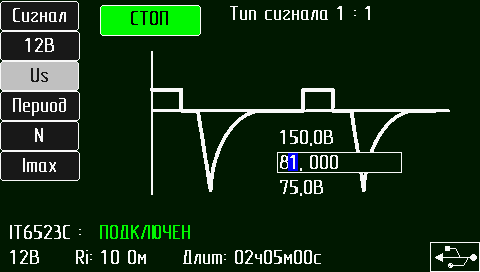 Сигнал
12В
Us
Период
N
Imax
СТОП
Тип сигнала 1 : 1
150,0В
81,000
75,0В
IT6523C : ПОДКЛЮЧЕН
12В Ri: 10 Ом Длит: 02ч05м00с